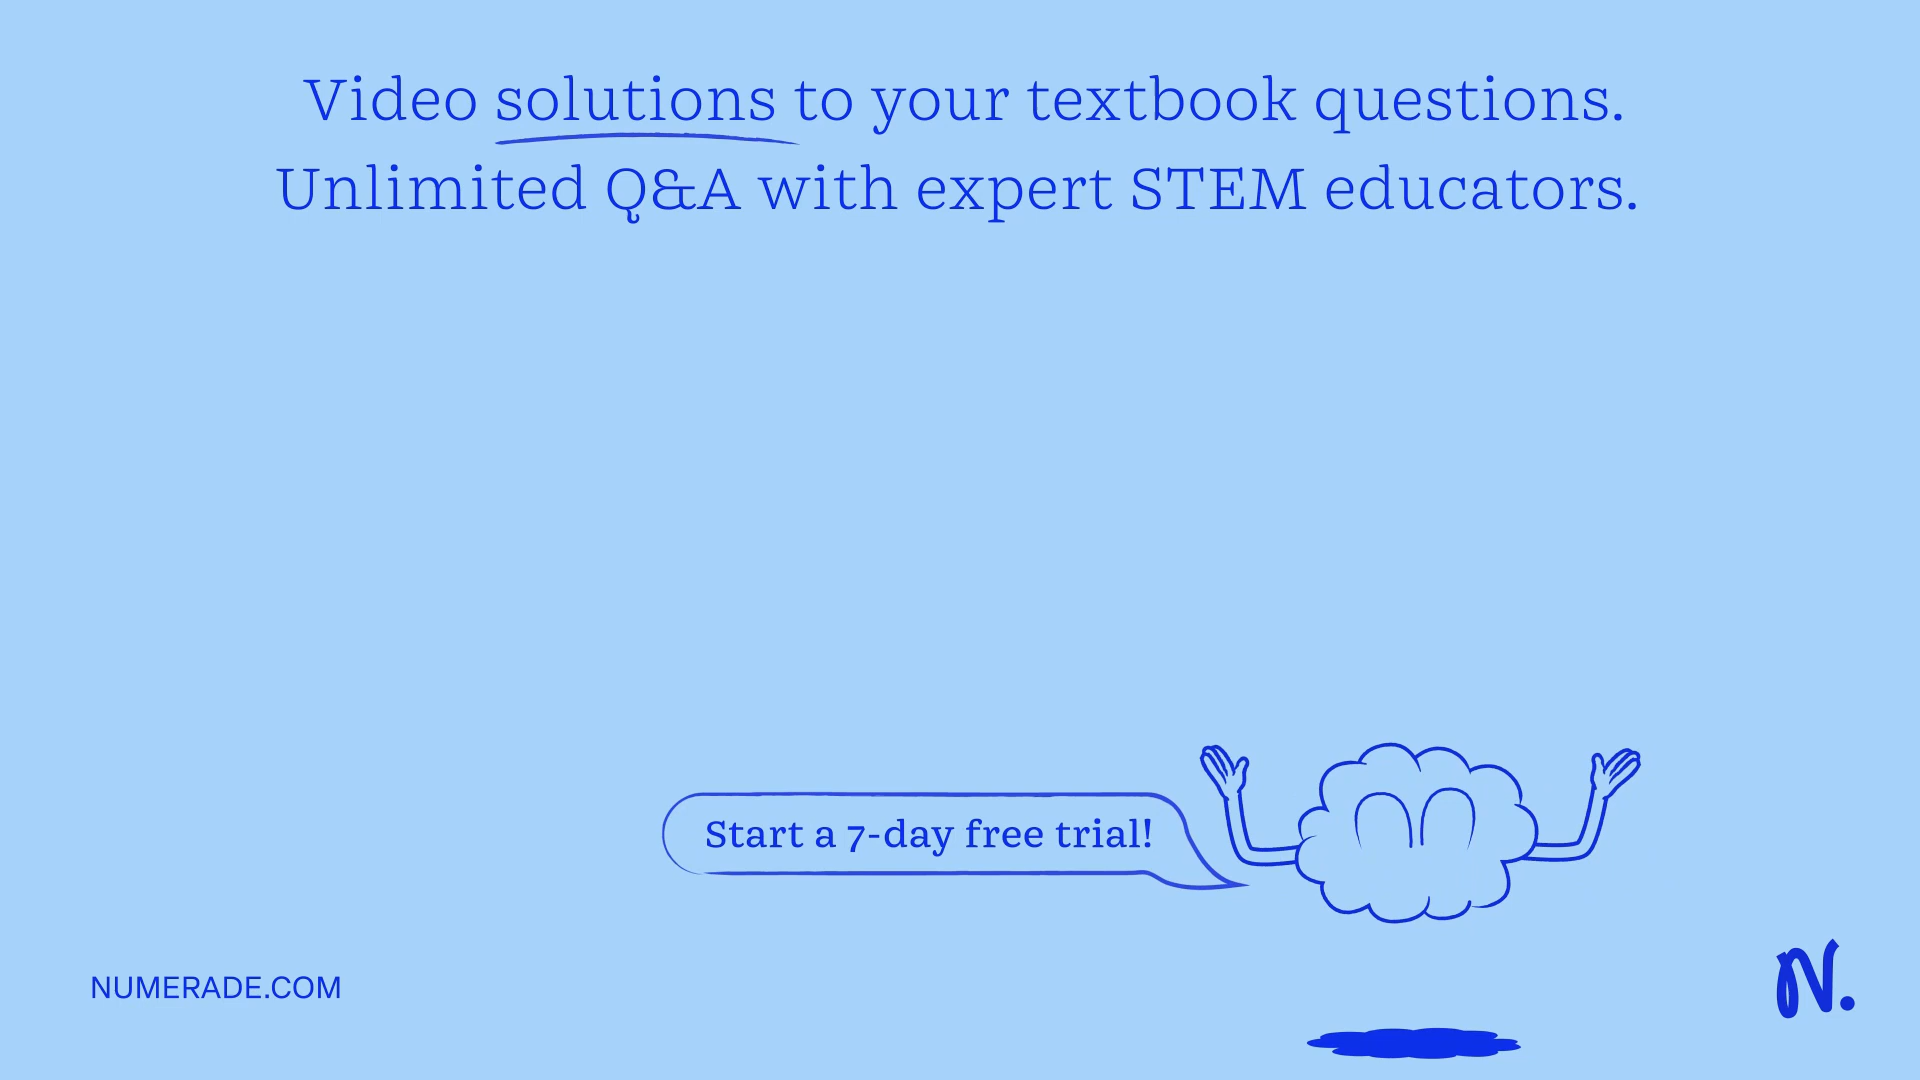 Video solutions to your textbook questions.
Unlimited Q&A with expert STEM educators.
Start a 7-day free trial!
NUMERADE.COM
N.